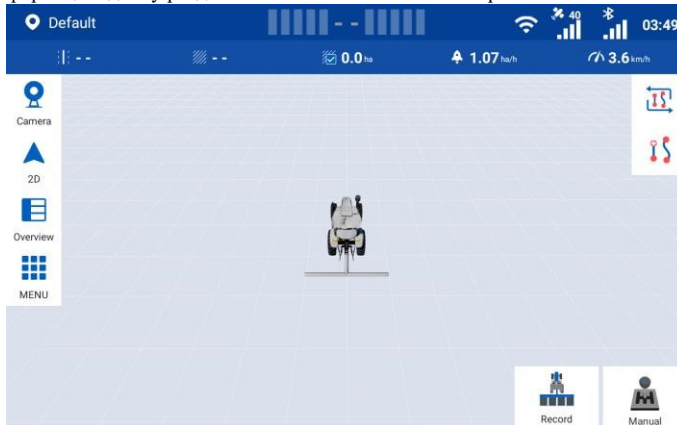 Default
- -
40
03:49
- -
- -
0.0 ha
1.07 ha/h
3.6 km/h
Camera
2D
Overview
MENU
Record
Manual